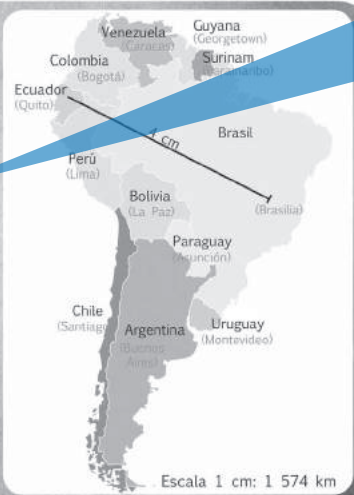 Venezuela
(Caracas)
Guyana
(Georgetown)
Colombia
(Bogotá)
Surinam
(Paramaribo)
Ecuador
(Quito)
cm
Brasil
Perú
(Lima)
Bolivia
(La Paz)
(Brasilia)
Paraguay
(Asunción)
Chile
(Santiago
Argentina
(Buenos
Aires)
Uruguay
(Montevideo)
Escala 1 cm: 1 574 km